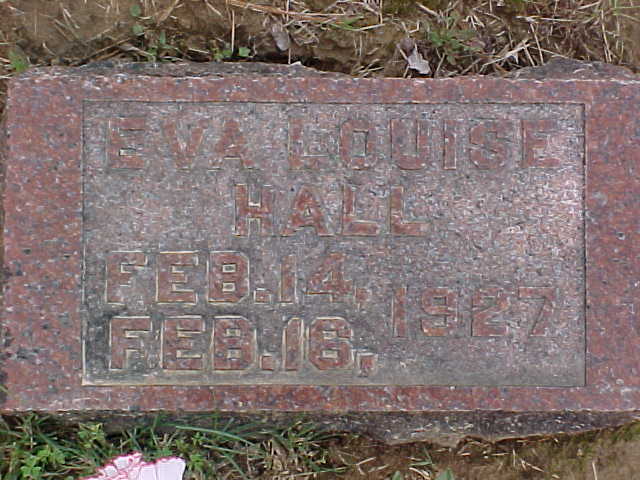 EVA LOUISE
HALL
FEB. 14,
FEB. 16,
1927